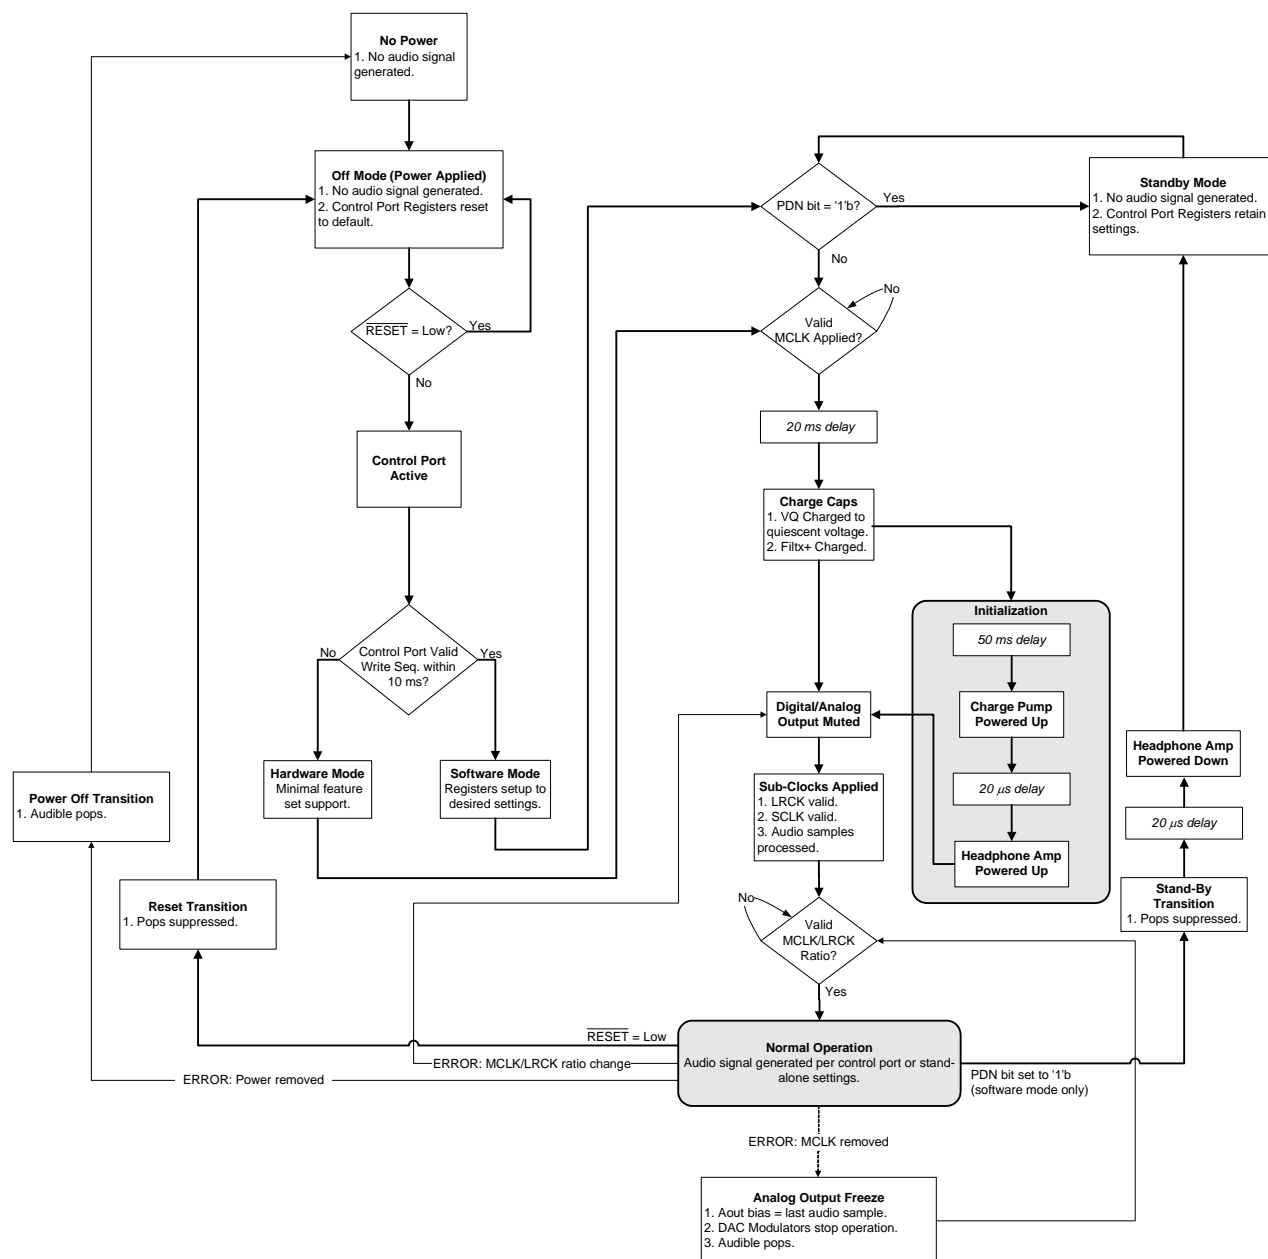 No Power
1. No audio signal
generated.
Off Mode (Power Applied)
1. No audio signal generated.
2. Control Port Registers reset
to default.
RESET = Low?
Yes
No
Control Port
Active
Control Port Valid
Write Seq. within
10 ms?
No
Yes
Hardware Mode
Minimal feature
set support.
Software Mode
Registers setup to
desired settings.
Power Off Transition
1. Audible pops.
Reset Transition
1. Pops suppressed.
PDN bit = '1'b?
Yes
No
Standby Mode
1. No audio signal generated.
2. Control Port Registers retain
settings.
Valid
MCLK Applied?
No
20 ms delay
Charge Caps
1. VQ Charged to
quiescent voltage.
2. Filtx+ Charged.
Initialization
50 ms delay
Charge Pump
Powered Up
20 μs delay
Headphone Amp
Powered Up
Digital/Analog
Output Muted
Sub-Clocks Applied
1. LRCK valid.
2. SCLK valid.
3. Audio samples
processed.
No
Valid
MCLK/LRCK
Ratio?
Yes
Headphone Amp
Powered Down
20 μs delay
Stand-By
Transition
1. Pops suppressed.
RESET = Low
ERROR: MCLK/LRCK ratio change
ERROR: Power removed
Normal Operation
Audio signal generated per control port or stand-
alone settings.
PDN bit set to '1'b
(software mode only)
ERROR: MCLK removed
Analog Output Freeze
1. Aout bias = last audio sample.
2. DAC Modulators stop operation.
3. Audible pops.